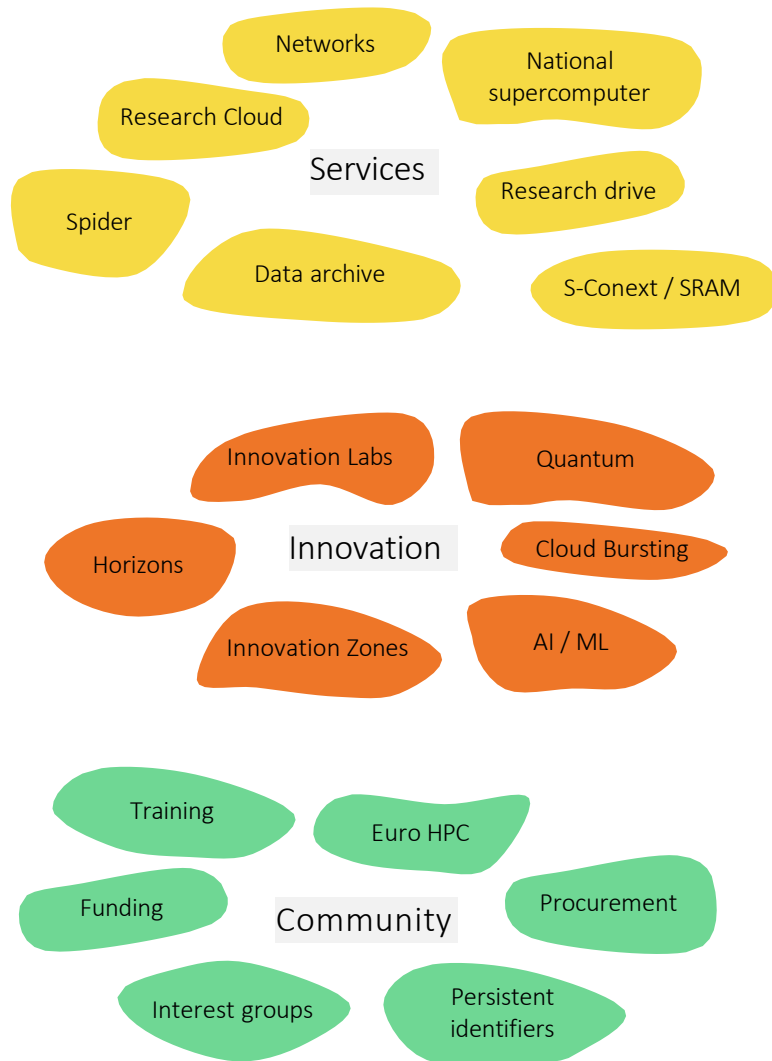 Networks
National
supercomputer
Research Cloud
Services
Research drive
Spider
Data archive
S-Conext / SRAM
Innovation Labs
Quantum
Innovation
Cloud Bursting
Horizons
Innovation Zones
AI / ML
Training
Euro HPC
Funding
Community
Procurement
Interest groups
Persistent
identifiers